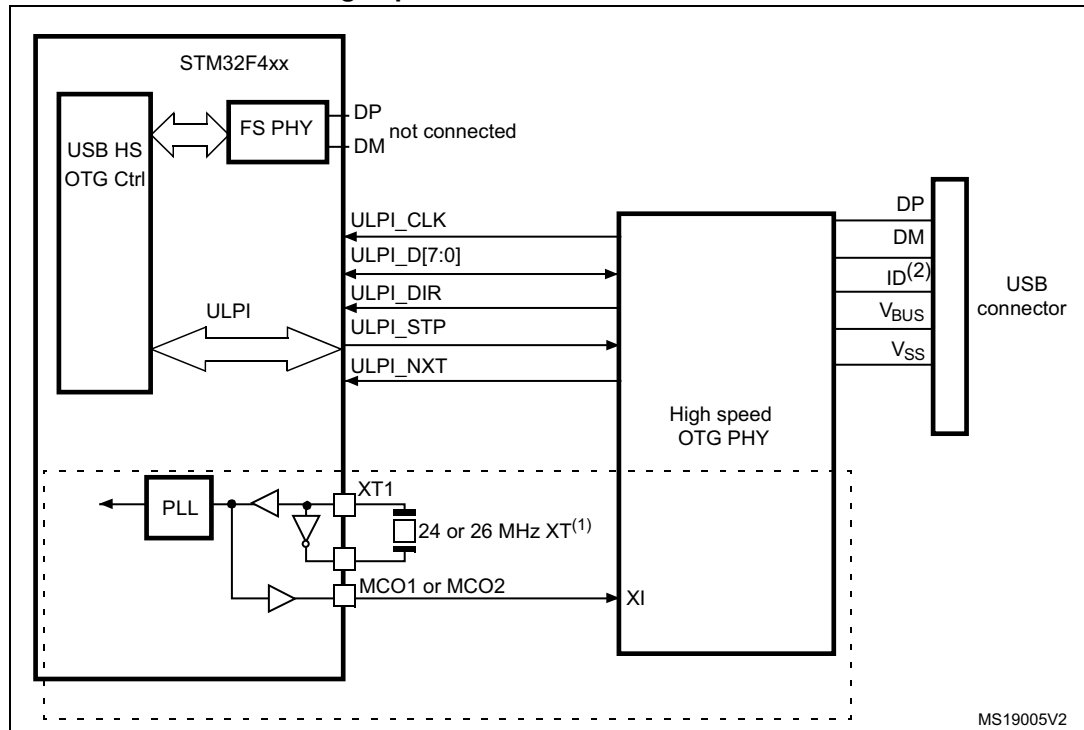 STM32F4xx
USB HS
OTG Ctrl
FS PHY
DP
DM
not connected
ULPI_CLK
ULPI_D[7:0]
ULPI_DIR
ULPI_STP
ULPI_NXT
ULPI
High speed
OTG PHY
DP
DM
ID(2)
VBUS
VSS
USB
connector
PLL
XT1
24 or 26 MHz XT(1)
MCO1 or MCO2
XI
MS19005V2